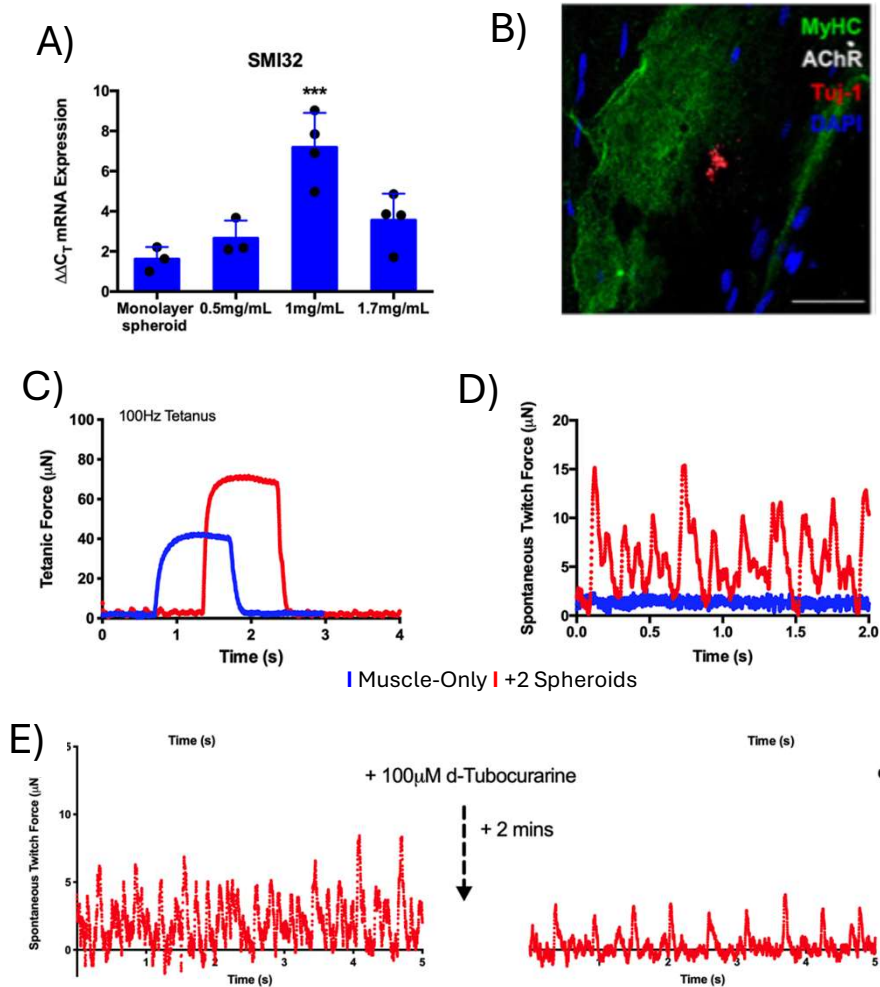 A)
SMI32
***
ΔΔCT mRNA Expression
10
8
6
4
2
0
Monolayer spheroid
0.5mg/mL
1mg/mL
1.7mg/mL
B)
MyHC
AChR
Tuj-1
DAPI
C)
100Hz Tetanus
Tetanic Force (µN)
100
80
60
40
20
0
0 1 2 3 4
Time (s)
D)
Spontaneous Twitch Force (µN)
20
15
10
5
0
0.0 0.5 1.0 1.5 2.0
Time (s)
Muscle-Only +2 Spheroids
E)
Time (s)
Spontaneous Twitch Force (µN
5
10
5
0
1 2 3 4 5
Time (s)
+ 100µM d-Tubocurarine
+ 2 mins
Time (s)
1 2 3 4 5
Time (s)